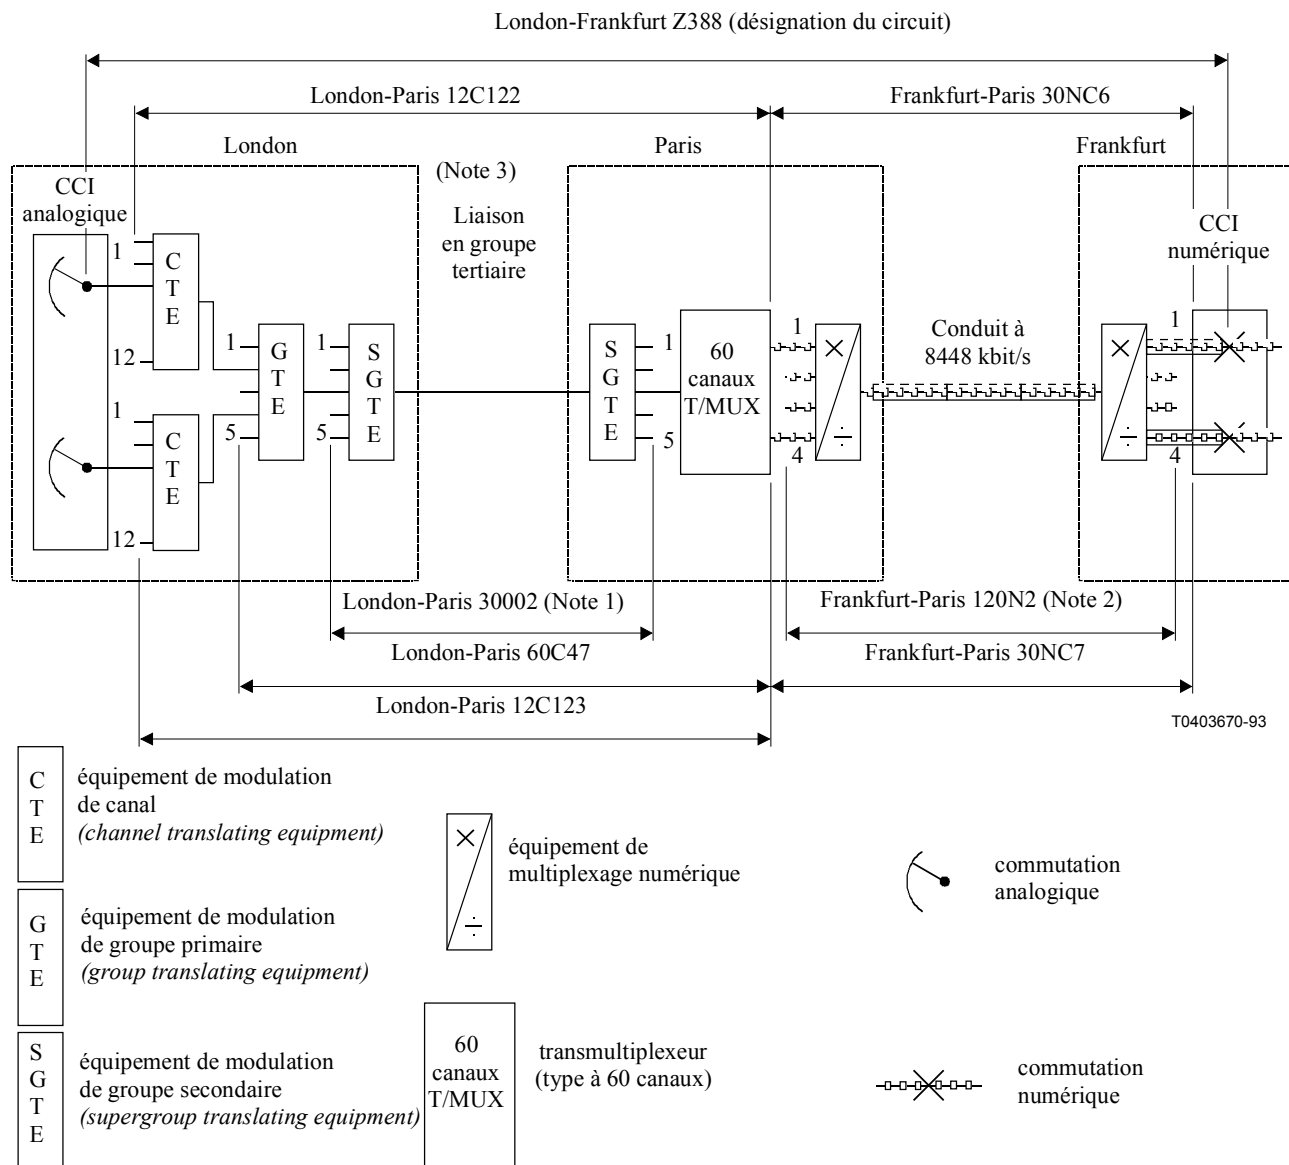 London-Frankfurt Z388 (désignation du circuit)
London-Paris 12C122
Frankfurt-Paris 30NC6
London
Paris
Frankfurt
(Note 3)
CCI
analogique
Liaison
en groupe
tertiaire
CCI
numérique
1
12
C
T
E
1
12
C
T
E
1
5
G
T
E
1
5
S
G
T
E
S
G
T
E
1
5
60
canaux
T/MUX
1
4
×
÷
Conduit à
8448 kbit/s
×
÷
1
4
London-Paris 30002 (Note 1)
Frankfurt-Paris 120N2 (Note 2)
London-Paris 60C47
Frankfurt-Paris 30NC7
London-Paris 12C123
T0403670-93
C
T
E
équipement de modulation
de canal
(channel translating equipment)
×
÷
équipement de
multiplexage numérique
commutation
analogique
G
T
E
équipement de modulation
de groupe primaire
(group translating equipment)
S
G
T
E
équipement de modulation
de groupe secondaire
(supergroup translating equipment)
60
canaux
T/MUX
transmultiplexeur
(type à 60 canaux)
commutation
numérique